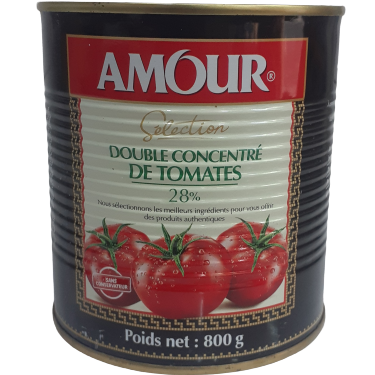 AMOUR®
Sélection
DOUBLE CONCENTRÉ
DE TOMATES
28%
Nous sélectionnons les meilleurs ingrédients pour vous offrir
des produits authentiques
SANT
CONSERVATEUR
Poids net : 800 g